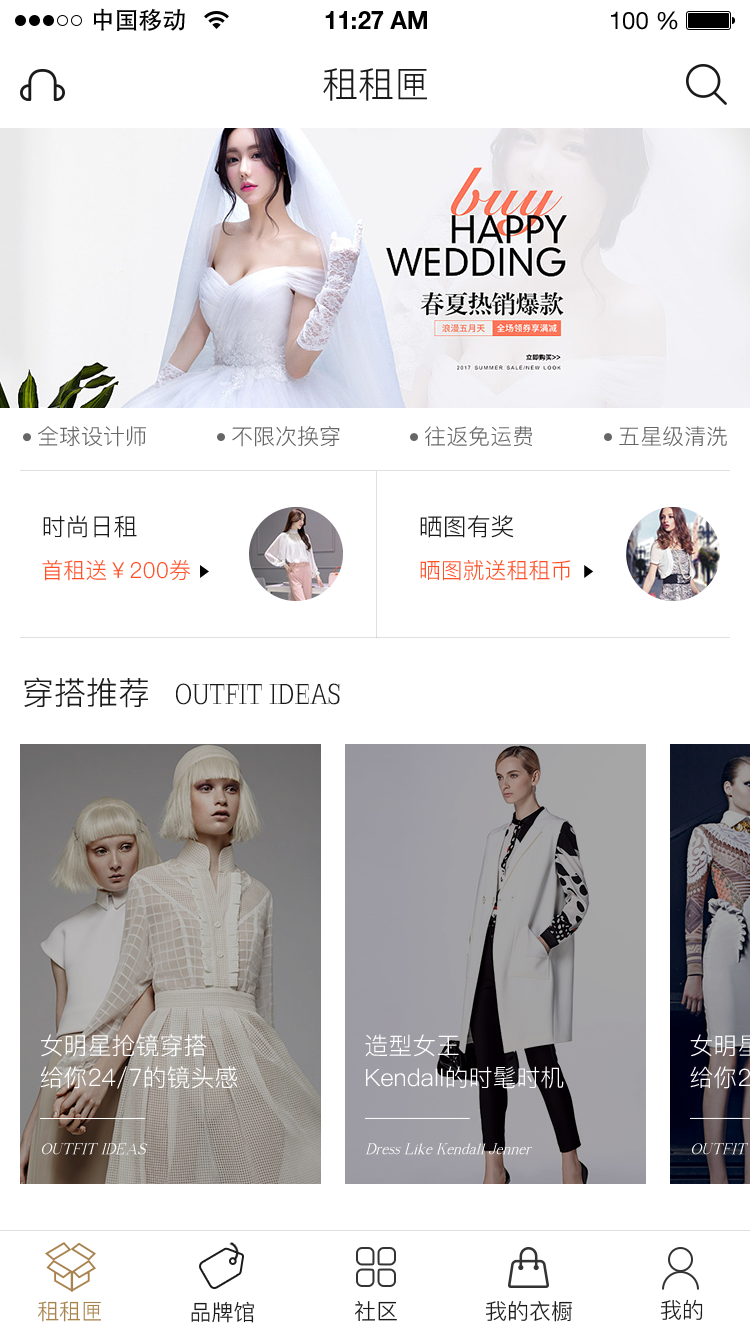 中国移动 11:27 AM 100 %
租租匣
buy
HAPPY
WEDDING
春夏热销爆款
浪漫五月天 全场领券享满减
立即购买>>
2017 SUMMER SALE/NEW LOOK
全球设计师 不限次换穿 往返免运费 五星级清洗
时尚日租
首租送￥200券
晒图有奖
晒图就送租租币
穿搭推荐 OUTFIT IDEAS
女明星抢镜穿搭
给你24/7的镜头感
OUTFIT IDEAS
造型女王
Kendall的时髦时机
Dress Like Kendall Jenner
女明星
给你2
OUTFIT
租租匣 品牌馆 社区 我的衣橱 我的